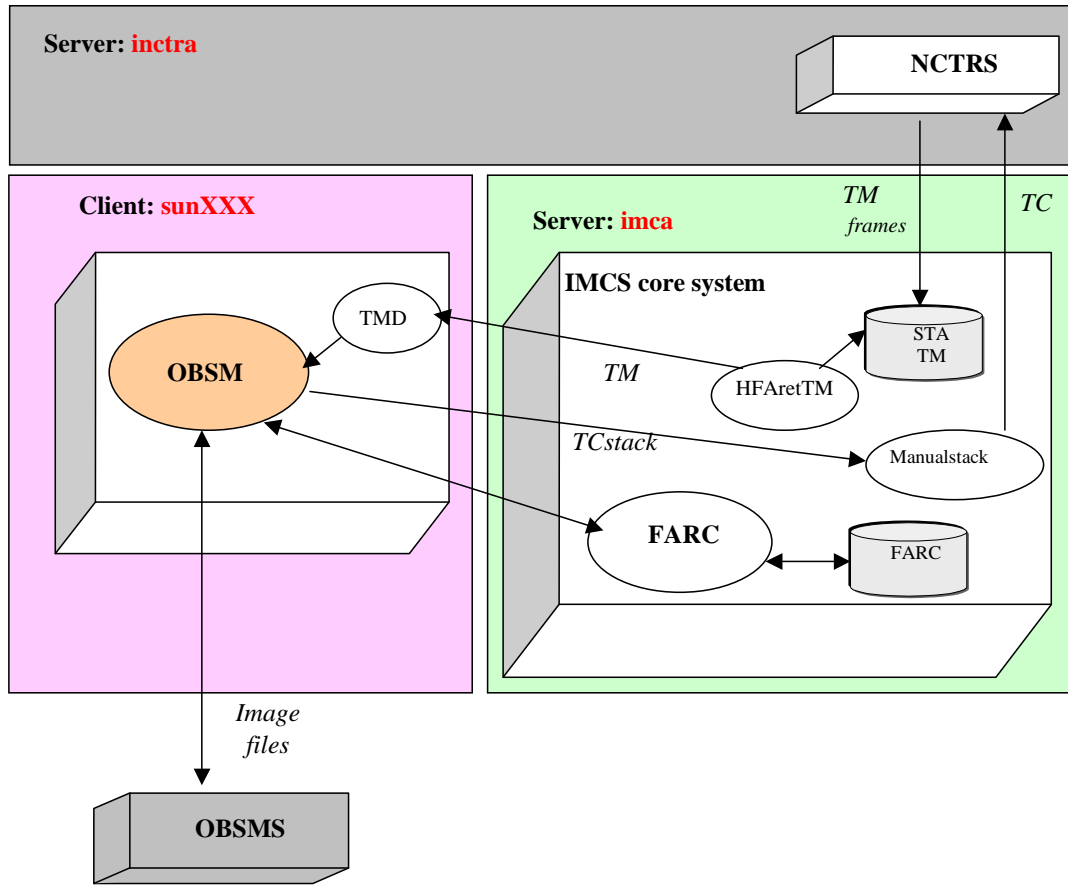 Server: inctra
NCTRS
Client: sunXXX
Server: imca
TM
frames
TC
IMCS core system
TMD
OBSM
STA
TM
HFAretTM
TM
TCstack
Manualstack
FARC
FARC
Image
files
OBSMS